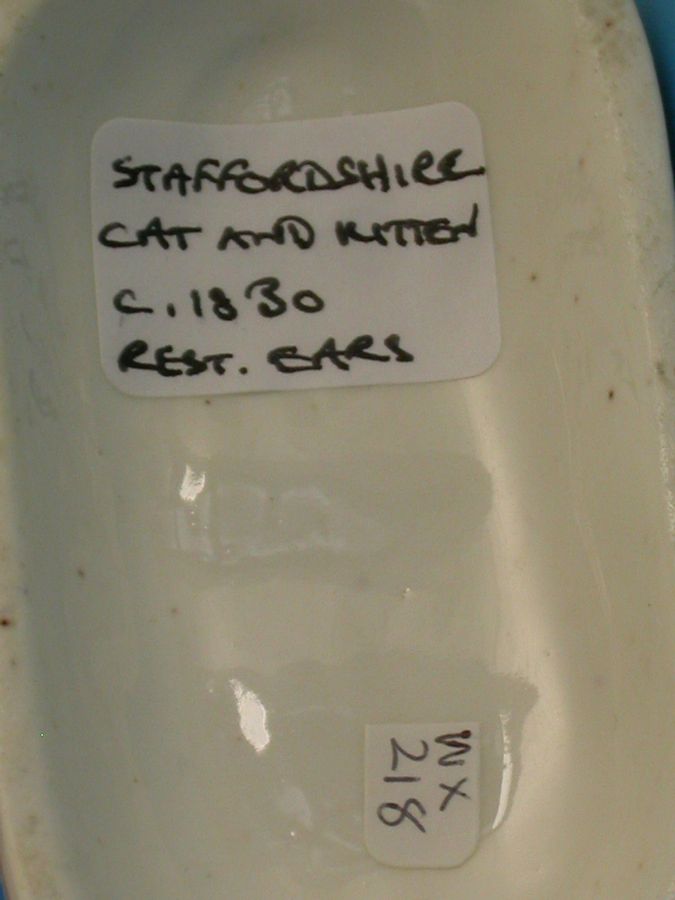 STAFFORDSHIRE
CAT AND KITTEN
C. 1830
REST. EARS
WX
218